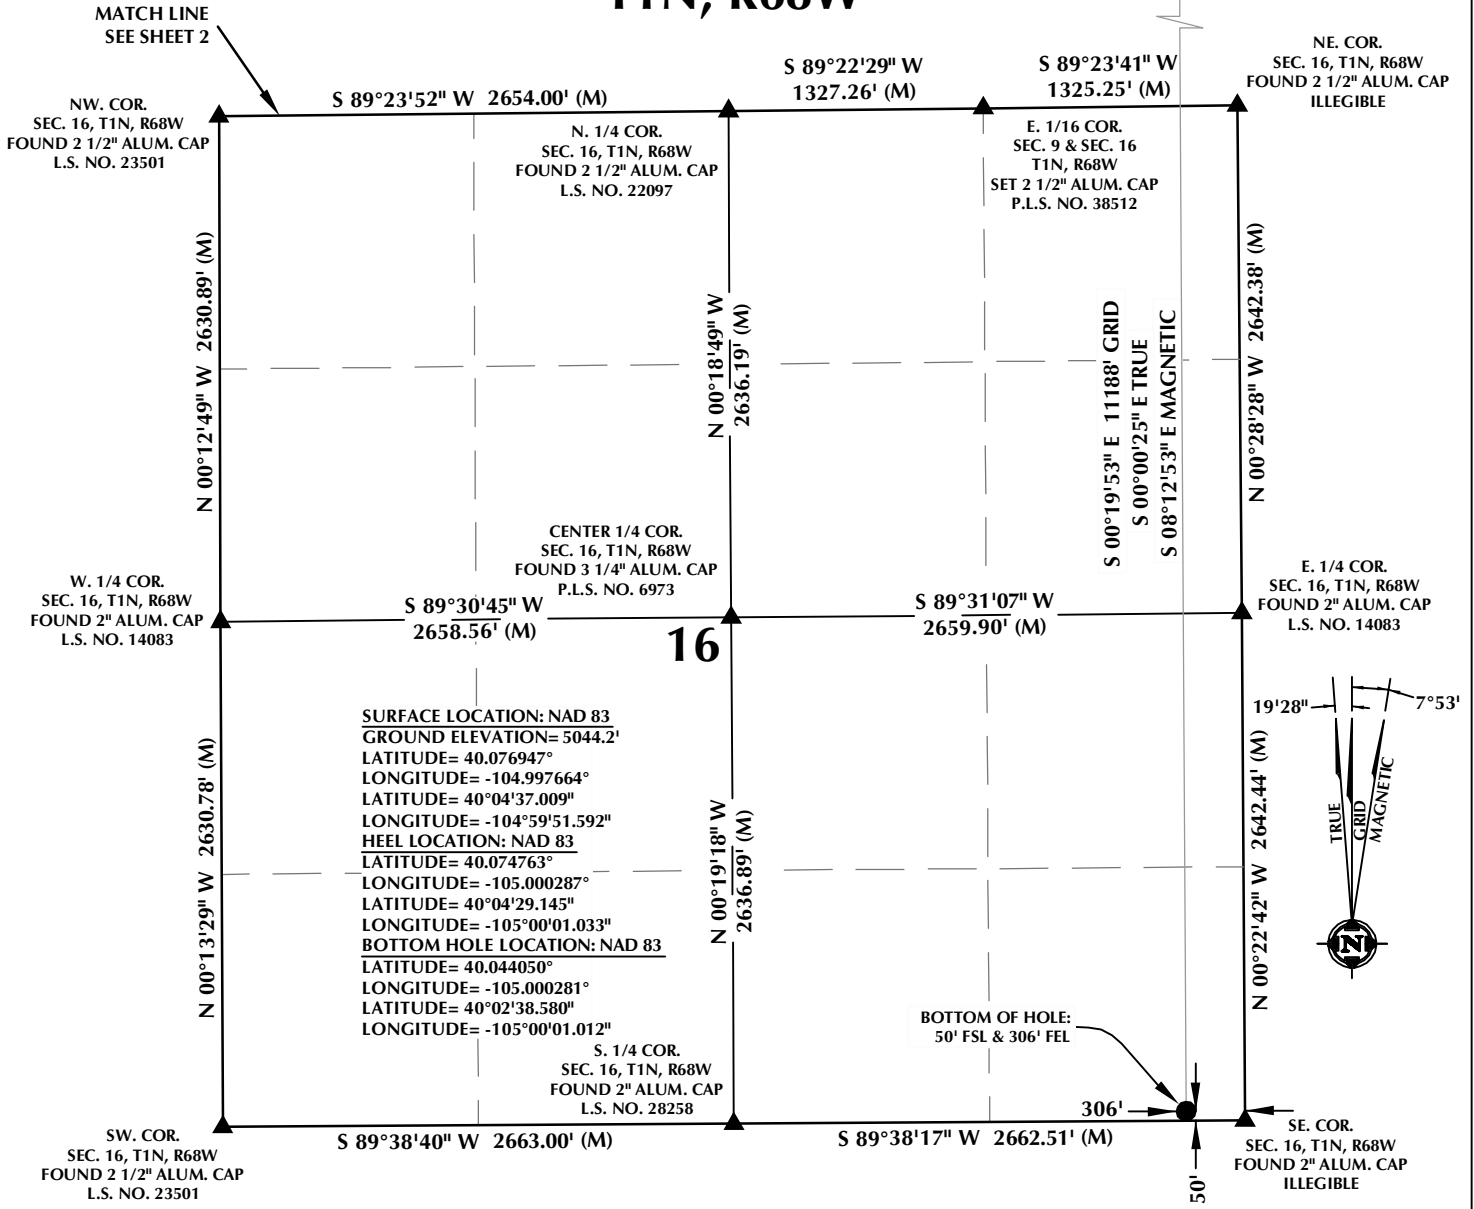 T1N, R68W
MATCH LINE
SEE SHEET 2
NW. COR.
SEC. 16, T1N, R68W
FOUND 2 1/2" ALUM. CAP
L.S. NO. 23501
S 89°23'52" W 2654.00' (M)
N. 1/4 COR.
SEC. 16, T1N, R68W
FOUND 2 1/2" ALUM. CAP
L.S. NO. 22097
S 89°22'29" W
1327.26' (M)
S 89°23'41" W
1325.25' (M)
E. 1/16 COR.
SEC. 9 & SEC. 16
T1N, R68W
SET 2 1/2" ALUM. CAP
P.L.S. NO. 38512
NE. COR.
SEC. 16, T1N, R68W
FOUND 2 1/2" ALUM. CAP
ILLEGIBLE
N 00°12'49" W 2630.89' (M)
N 00°18'49" W
2636.19' (M)
S 00°19'53" E 11188' GRID
S 00°00'25" E TRUE
S 08°12'53" E MAGNETIC
N 00°28'28" W 2642.38' (M)
W. 1/4 COR.
SEC. 16, T1N, R68W
FOUND 2" ALUM. CAP
L.S. NO. 14083
CENTER 1/4 COR.
SEC. 16, T1N, R68W
FOUND 3 1/4" ALUM. CAP
P.L.S. NO. 6973
E. 1/4 COR.
SEC. 16, T1N, R68W
FOUND 2" ALUM. CAP
L.S. NO. 14083
S 89°30'45" W
2658.56' (M)
16
S 89°31'07" W
2659.90' (M)
SURFACE LOCATION: NAD 83
GROUND ELEVATION= 5044.2'
LATITUDE= 40.076947°
LONGITUDE= -104.997664°
LATITUDE= 40°04'37.009"
LONGITUDE= -104°59'51.592"
HEEL LOCATION: NAD 83
LATITUDE= 40.074763°
LONGITUDE= -105.000287°
LATITUDE= 40°04'29.145"
LONGITUDE= -105°00'01.033"
BOTTOM HOLE LOCATION: NAD 83
LATITUDE= 40.044050°
LONGITUDE= -105.000281°
LATITUDE= 40°02'38.580"
LONGITUDE= -105°00'01.012"
N 00°13'29" W 2630.78' (M)
N 00°19'18" W
2636.89' (M)
N 00°22'42" W 2642.44' (M)
19'28"
7°53'
TRUE
GRID
MAGNETIC
N
BOTTOM OF HOLE:
50' FSL & 306' FEL
306'
50'
S. 1/4 COR.
SEC. 16, T1N, R68W
FOUND 2" ALUM. CAP
L.S. NO. 28258
SW. COR.
SEC. 16, T1N, R68W
FOUND 2 1/2" ALUM. CAP
L.S. NO. 23501
S 89°38'40" W 2663.00' (M)
S 89°38'17" W 2662.51' (M)
SE. COR.
SEC. 16, T1N, R68W
FOUND 2" ALUM. CAP
ILLEGIBLE